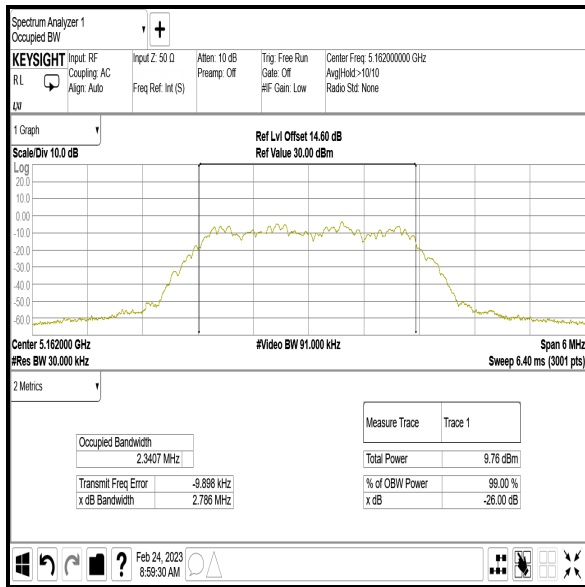 Spectrum Analyzer 1
Occupied BW
KEYSIGHT
RL
LXI
Input: RF
Coupling: AC
Align: Auto
Input Z: 50 Ω
Freq Ref: Int (S)
Atten: 10 dB
Preamp: Off
Trig: Free Run
Gate: Off
#IF Gain: Low
Center Freq: 5.162000000 GHz
Avg|Hold:>10/10
Radio Std: None
1 Graph
Scale/Div 10.0 dB
Ref Lvl Offset 14.60 dB
Ref Value 30.00 dBm
Log
20.0
10.0
0.00
-10.0
-20.0
-30.0
-40.0
-50.0
-60.0
Center 5.162000 GHz
#Video BW 91.000 kHz
Span 6 MHz
#Res BW 30.000 kHz
Sweep 6.40 ms (3001 pts)
2 Metrics
Occupied Bandwidth
2.3407 MHz
Transmit Freq Error -9.898 kHz
x dB Bandwidth 2.786 MHz
Measure Trace Trace 1
Total Power 9.76 dBm
% of OBW Power 99.00 %
x dB -26.00 dB
Feb 24, 2023
8:59:30 AM